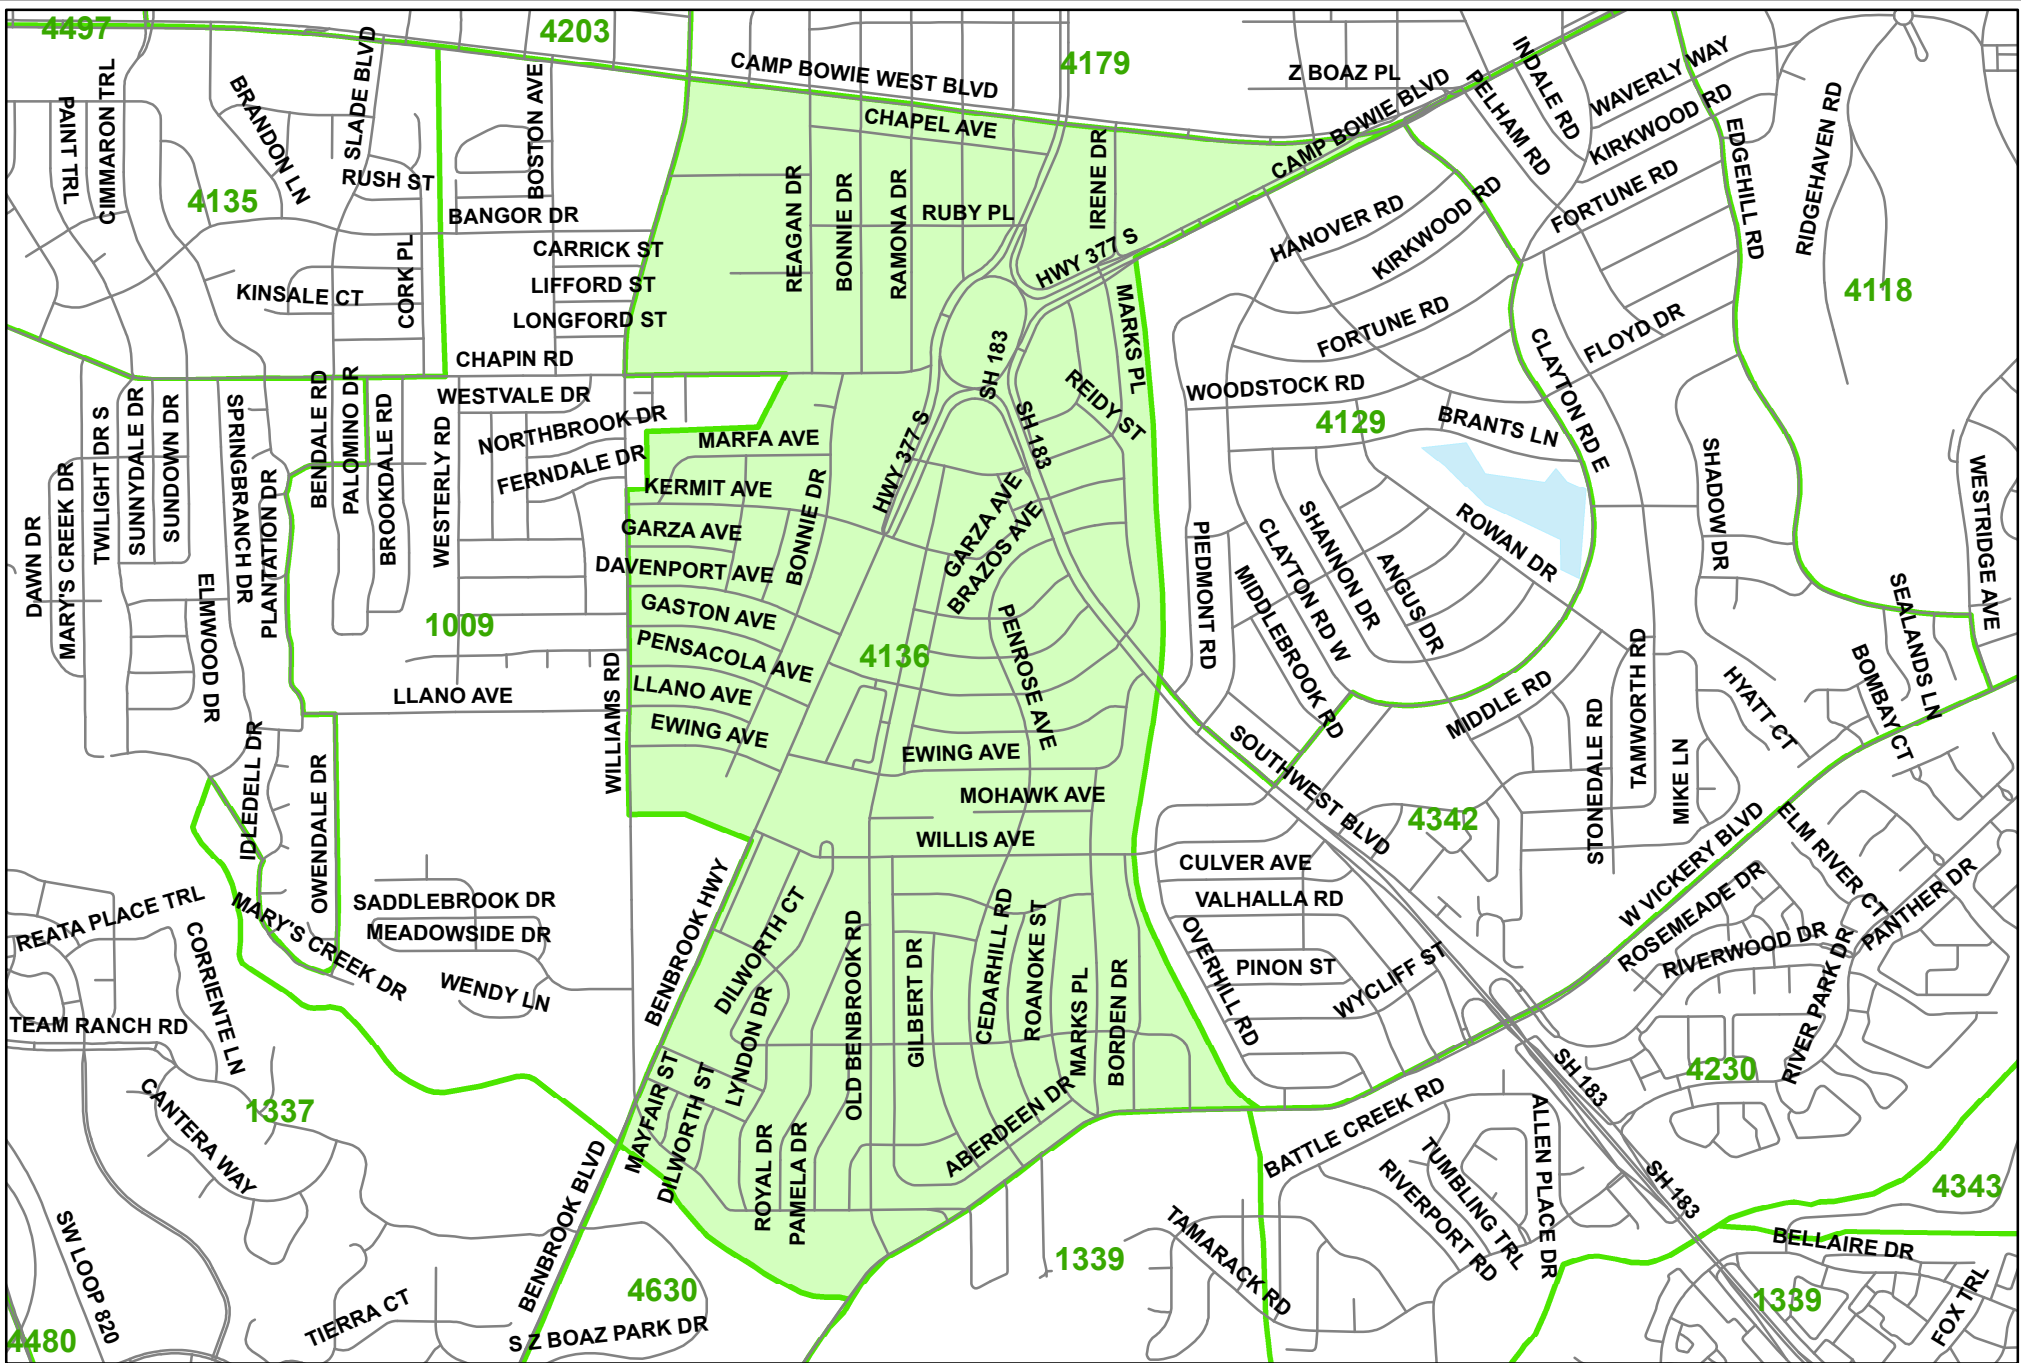 4497
4203
4179
CAMP BOWIE WEST BLVD
Z BOAZ PL
CAMP BOWIE BLVD
INDALE RD
PELHAM RD
WAVERLY WAY
KIRKWOOD RD
EDGEHILL RD
RIDGEHAVEN RD
PAINT TRL
CIMMARON TRL
BRANDON LN
SLADE BLVD
BOSTON AVE
CHAPEL AVE
IRENE DR
4135
RUSH ST
BANGOR DR
CARRICK ST
LIFFORD ST
LONGFORD ST
REAGAN DR
BONNIE DR
RAMONA DR
RUBY PL
HWY 377 S
HANOVER RD
KIRKWOOD RD
FORTUNE RD
FORTUNE RD
4118
KINSALE CT
CORK PL
CHAPIN RD
MARKS PL
SH 183
WOODSTOCK RD
CLAYTON RD E
FLOYD DR
BENDALE RD
PALOMINO DR
BROOKDALE RD
WESTVALE DR
NORTHBROOK DR
FERNDALE DR
WESTERLY RD
MARFA AVE
KERMIT AVE
GARZA AVE
DAVENPORT AVE
GASTON AVE
PENSACOLA AVE
LLANO AVE
EWING AVE
BONNIE DR
HWY 377 S
SH 183
REIDY ST
4129
BRANTS LN
TWILIGHT DR S
SUNNYDALE DR
SUNDOWN DR
SPRINGBRANCH DR
PLANTATION DR
DAWN DR
MARY'S CREEK DR
ELMWOOD DR
GARZA AVE
BRAZOS AVE
PENROSE AVE
4136
1009
PIEDMONT RD
CLAYTON RD W
MIDDLEBROOK RD
SHANNON DR
ANGUS DR
ROWAN DR
SHADOW DR
WESTRIDGE AVE
SEALANDS LN
BOMBAY CT
HYATT CT
LLANO AVE
WILLIAMS RD
MIDDLE RD
STONEDALE RD
TAMWORTH RD
MIKE LN
IDLEDELL DR
OWENDALE DR
EWING AVE
MOHAWK AVE
WILLIS AVE
SOUTHWEST BLVD
4342
CULVER AVE
VALHALLA RD
PINON ST
WYCLIFF ST
OVERHILL RD
W VICKERY BLVD
ELM RIVER CT
ROSEMEADE DR
RIVERWOOD DR
RIVER PARK DR
PANTHER DR
REATA PLACE TRL
CORRIENTE LN
MARY'S CREEK DR
SADDLEBROOK DR
MEADOWSIDE DR
WENDY LN
BENBROOK HWY
DILWORTH CT
LYNDON DR
OLD BENBROOK RD
GILBERT DR
CEDARHILL RD
ROANOKE ST
MARKS PL
BORDEN DR
TEAM RANCH RD
CANTERA WAY
1337
MAYFAIR ST
DILWORTH ST
ROYAL DR
PAMELA DR
ABERDEEN DR
BATTLE CREEK RD
SH 183
4230
ALLEN PLACE DR
TUMBLING TRL
RIVERPORT RD
SH 183
4343
BELLAIRE DR
TAMARACK RD
1339
1339
FOX TRL
SW LOOP 820
BENBROOK BLVD
4630
TIERRA CT
S Z BOAZ PARK DR
4480